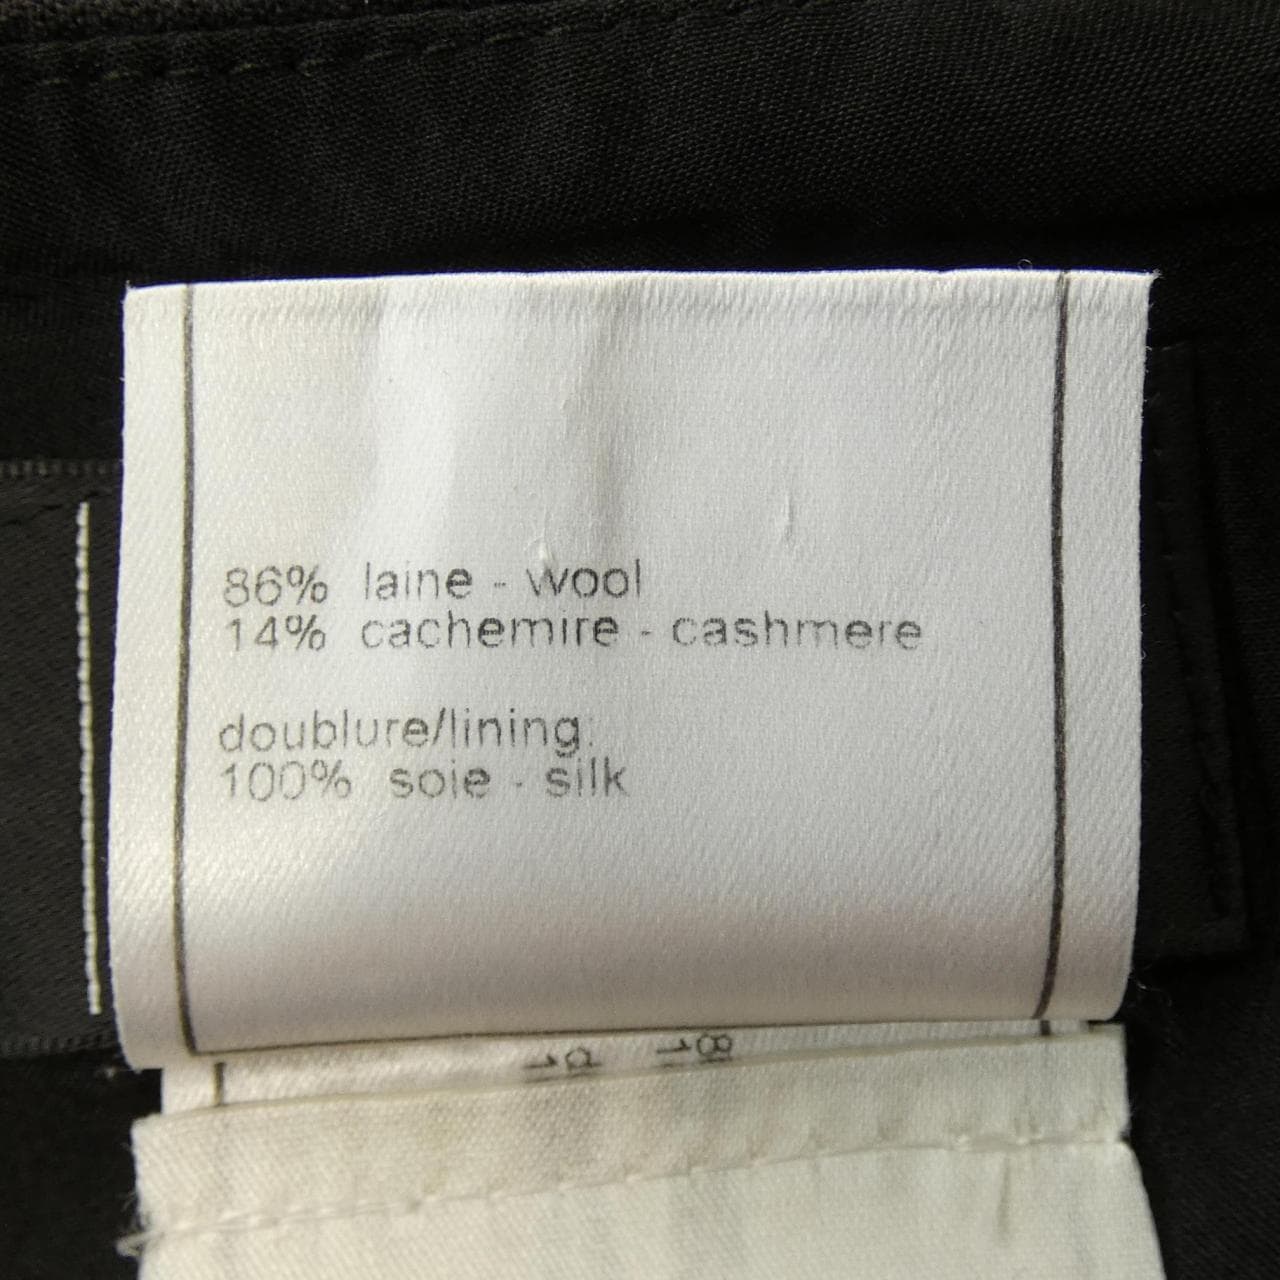 86% laine - wool
14% cachemire - cashmere
doublure/lining:
100% soie - silk